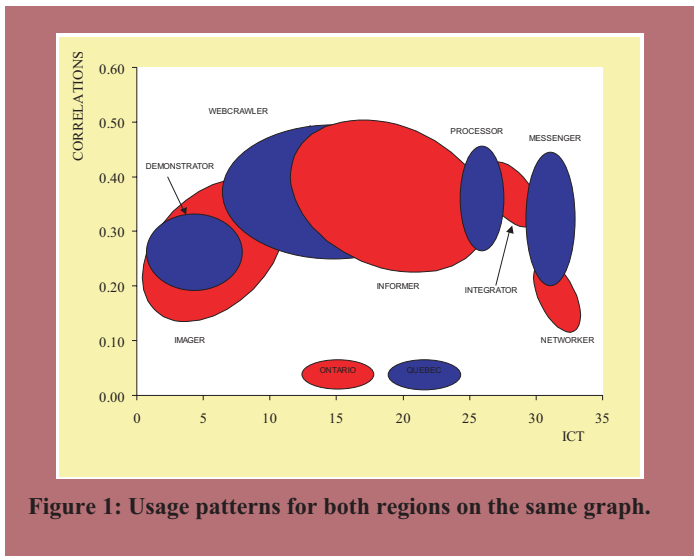 CORRELATIONS
0.60
0.50
0.40
0.30
0.20
0.10
0.00
WEBCRAWLER
DEMONSTRATOR
IMAGER
PROCESSOR
MESSENGER
INFORMER
INTEGRATOR
NETWORKER
ONTARIO
QUEBEC
0 5 10 15 20 25 30 35
ICT
Figure 1: Usage patterns for both regions on the same graph.